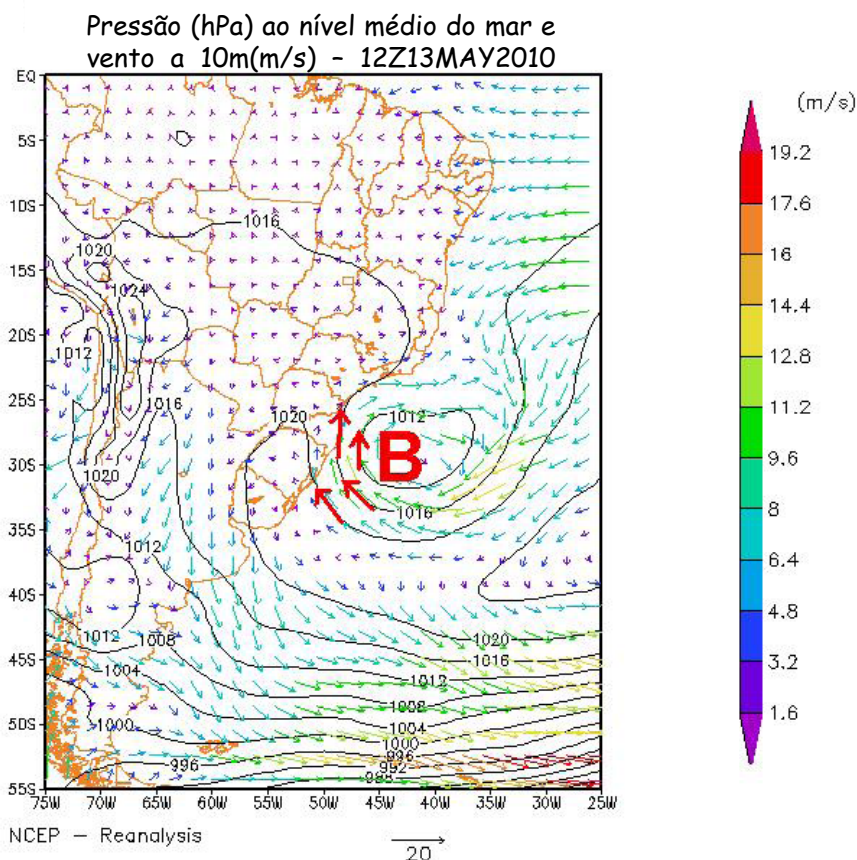 Pressão (hPa) ao nível médio do mar e
vento a 10m(m/s) - 12Z13MAY2010
(m/s)
EQ
5S
10S
15S
20S
25S
30S
35S
40S
45S
50S
55S
75W 70W 65W 60W 55W 50W 45W 40W 35W 30W 25W
1016
1020
1024
1012
1016
1020
1012
1020
B
1016
1012
1012
1008
1020
1004
1016
1012
1008
1000
1004
1000
996
996
992
19.2
17.6
16
14.4
12.8
11.2
9.6
8
6.4
4.8
3.2
1.6
NCEP – Reanalysis
20